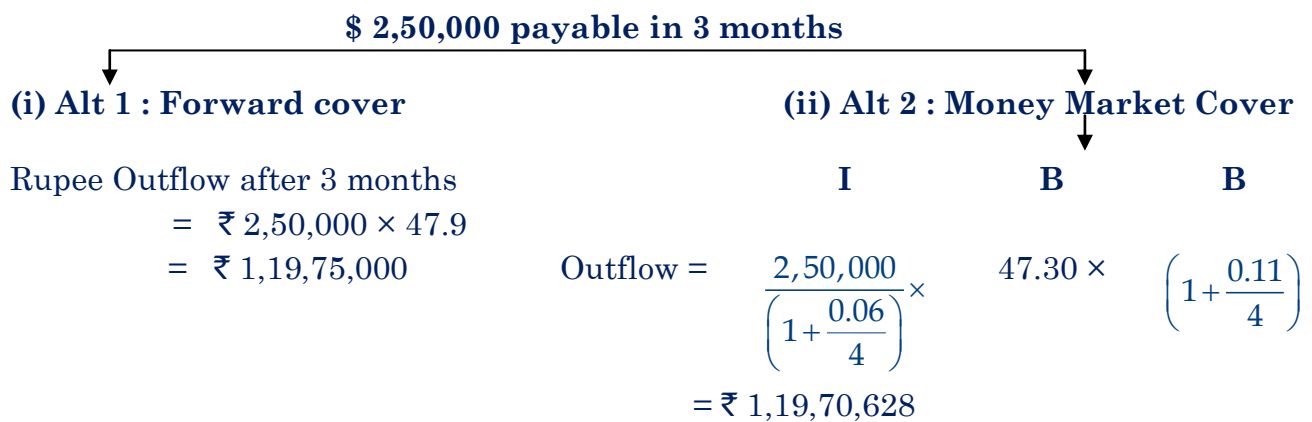 $ 2,50,000 payable in 3 months
(i) Alt 1 : Forward cover
(ii) Alt 2 : Money Market Cover
Rupee Outflow after 3 months
= ₹ 2,50,000 × 47.9
= ₹ 1,19,75,000
I B B
Outflow = 2,50,000 / (1+ 0.06/4) × 47.30 × (1+ 0.11/4)
= ₹ 1,19,70,628